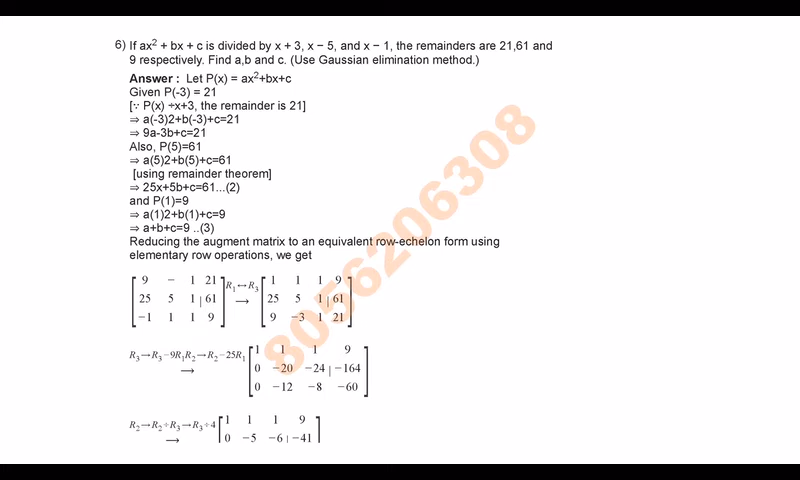 6) If ax² + bx + c is divided by x + 3, x − 5, and x − 1, the remainders are 21,61 and
9 respectively. Find a,b and c. (Use Gaussian elimination method.)
Answer : Let P(x) = ax²+bx+c
Given P(-3) = 21
[∵ P(x) ÷x+3, the remainder is 21]
⇒ a(-3)2+b(-3)+c=21
⇒ 9a-3b+c=21
Also, P(5)=61
⇒ a(5)2+b(5)+c=61
[using remainder theorem]
⇒ 25x+5b+c=61...(2)
and P(1)=9
⇒ a(1)2+b(1)+c=9
⇒ a+b+c=9 ..(3)
Reducing the augment matrix to an equivalent row-echelon form using
elementary row operations, we get
9 − 1 21 R₁↔R₃ 1 1 1 9
25 5 1 | 61 → 25 5 1 | 61
−1 1 1 9 9 −3 1 21
R₃→R₃−9R₁R₂→R₂−25R₁ 1 1 1 9
→ 0 −20 −24 | −164
0 −12 −8 −60
R₂→R₂÷R₃→R₃÷4 1 1 1 9
→ 0 −5 −6 | −41
8056206308